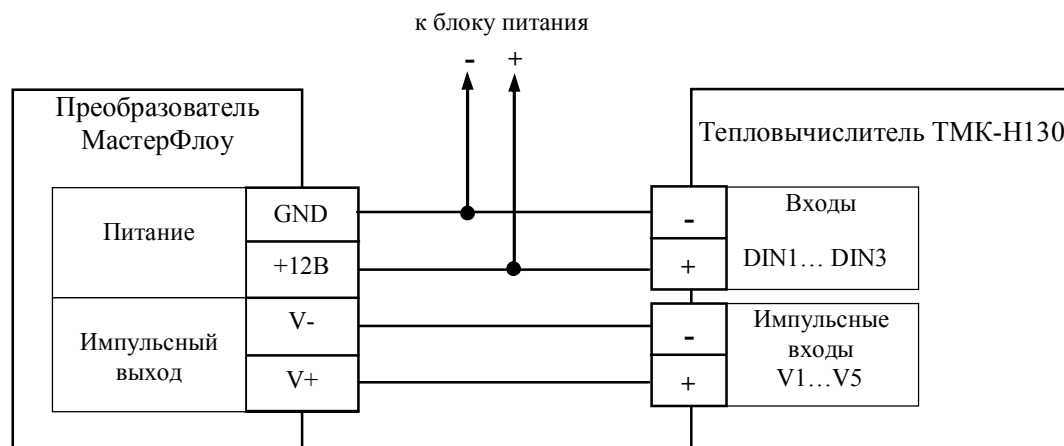 к блоку питания
- +
Преобразователь
МастерФлоу
Тепловычислитель ТМК-Н130
Питание
GND
+12В
-
+
Входы
DIN1... DIN3
Импульсный
выход
V-
V+
-
+
Импульсные
входы
V1...V5